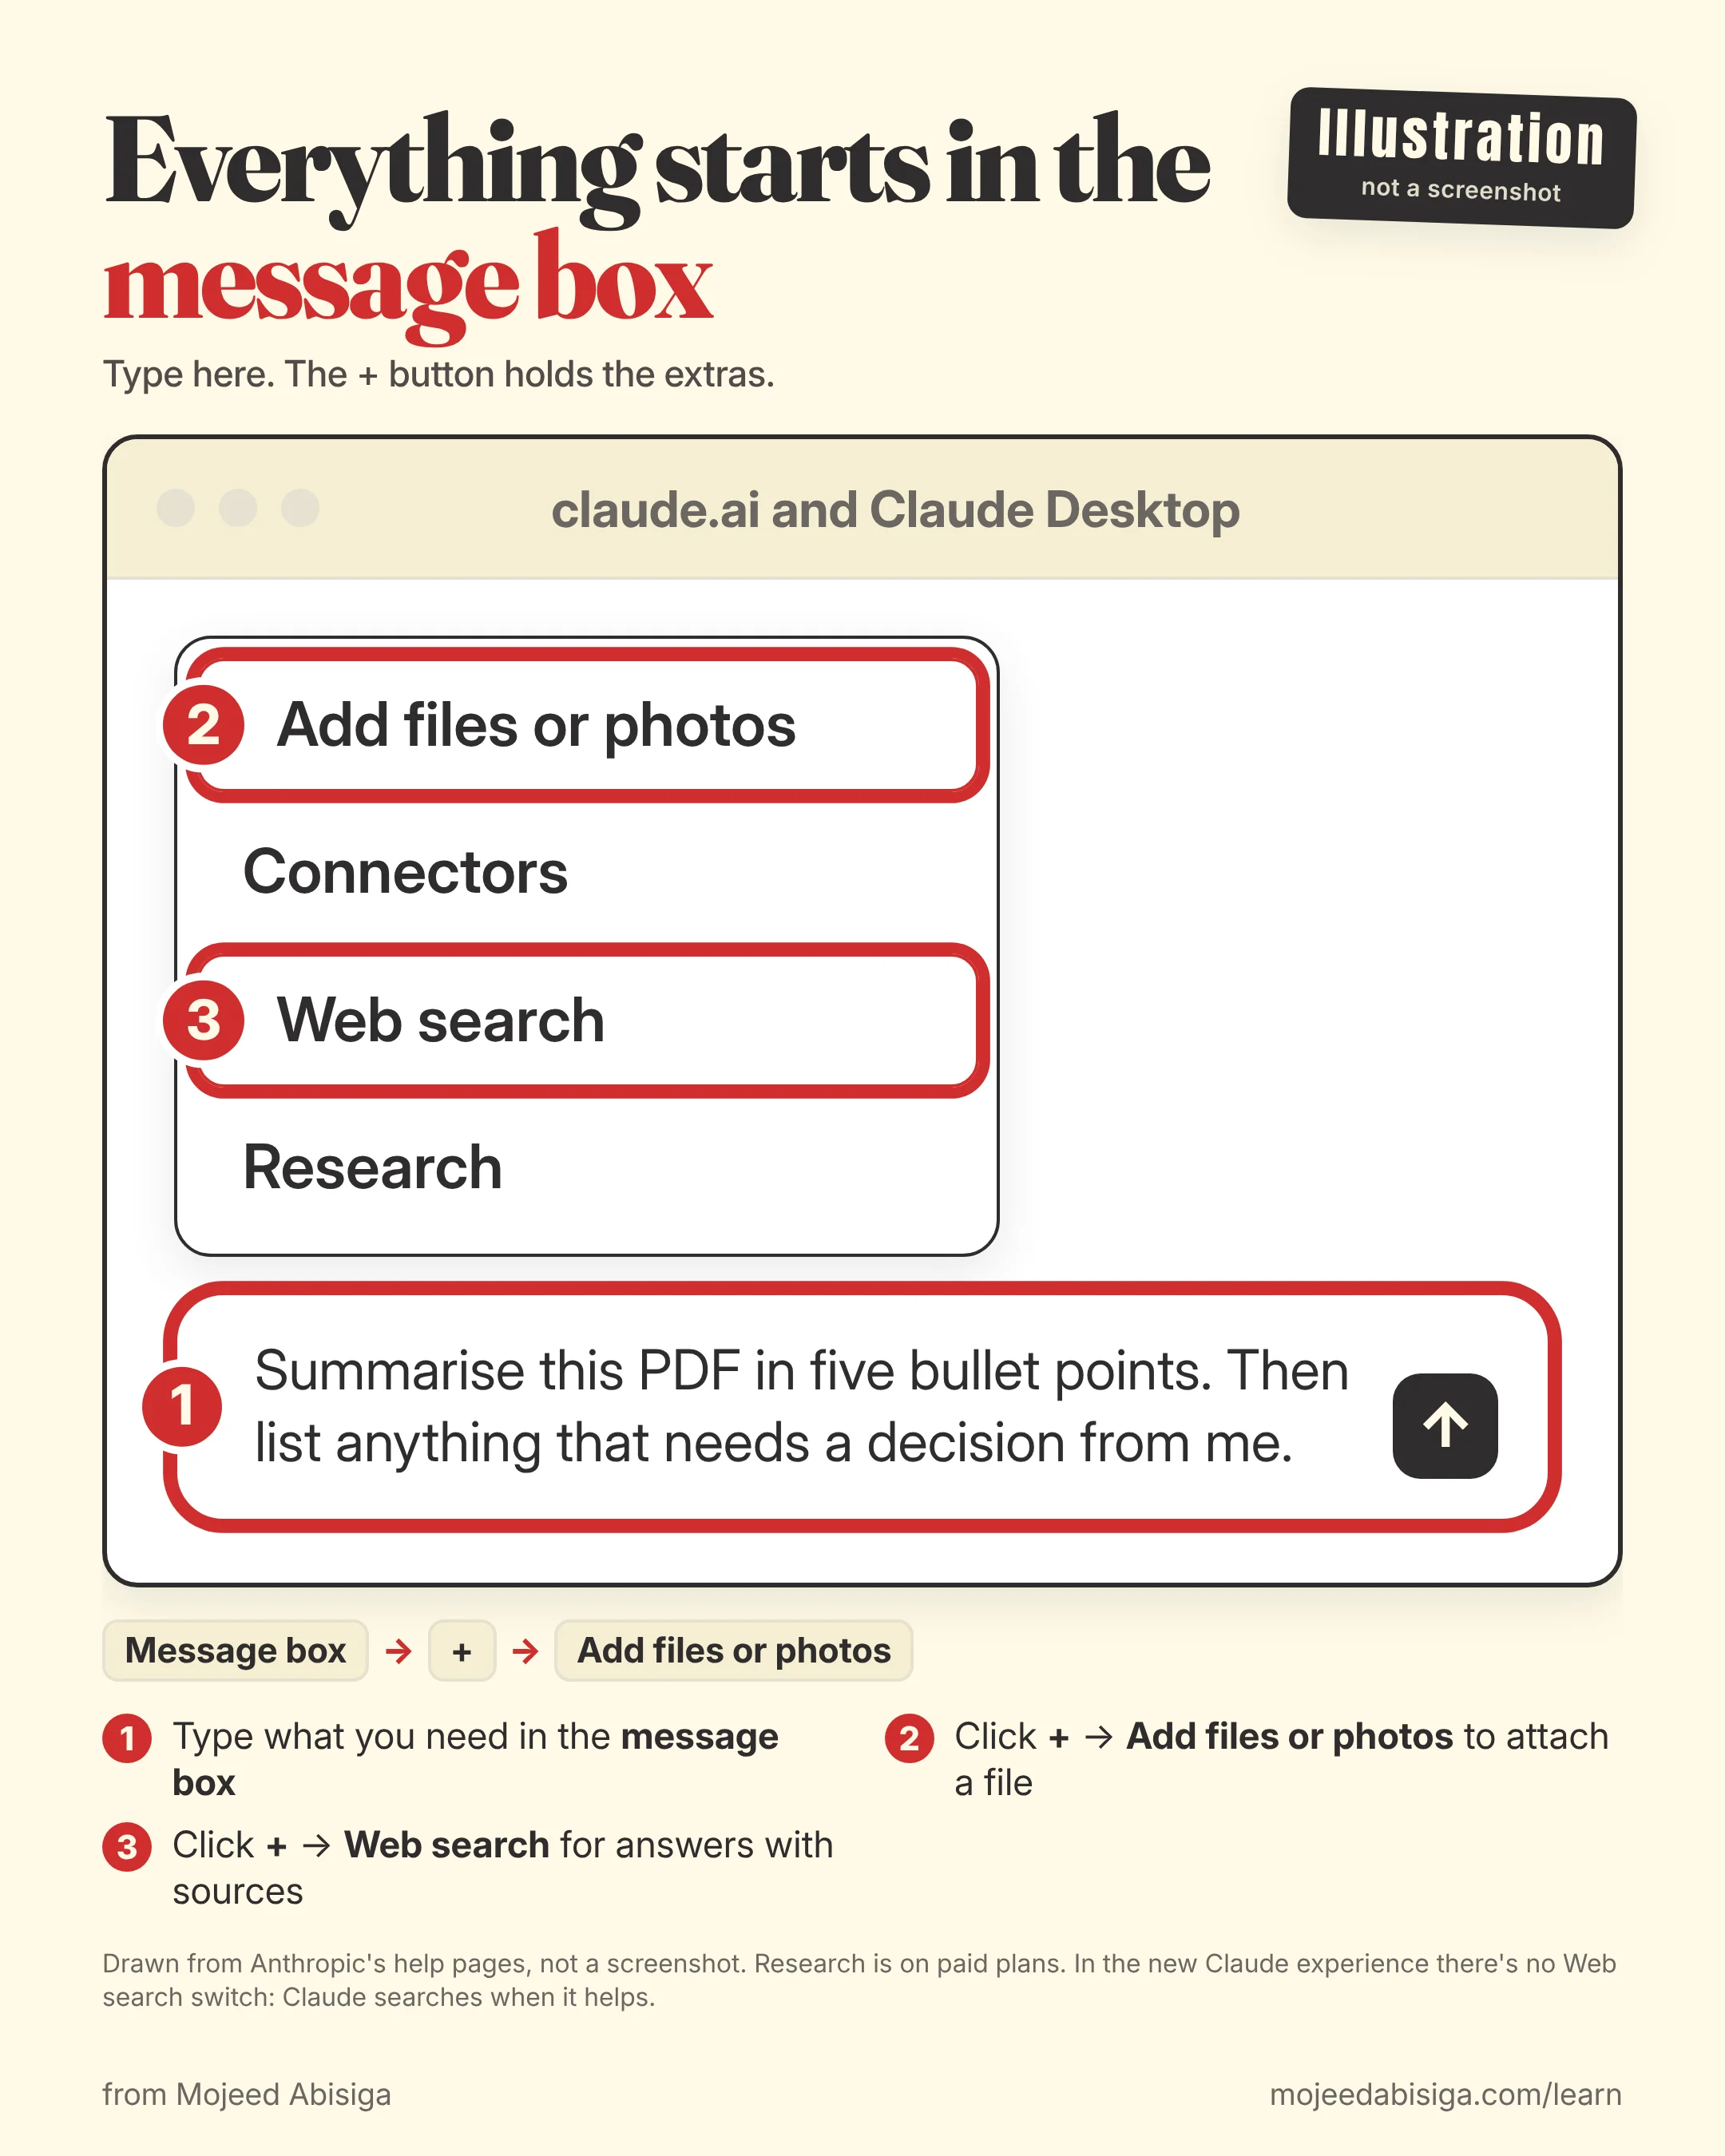 Everything starts in the
message box
Illustration
not a screenshot
Type here. The + button holds the extras.
claude.ai and Claude Desktop
2 Add files or photos
Connectors
3 Web search
Research
1 Summarise this PDF in five bullet points. Then
list anything that needs a decision from me.
↑
Message box → + → Add files or photos
1 Type what you need in the message
box
2 Click + → Add files or photos to attach
a file
3 Click + → Web search for answers with
sources
Drawn from Anthropic's help pages, not a screenshot. Research is on paid plans. In the new Claude experience there's no Web
search switch: Claude searches when it helps.
from Mojeed Abisiga
mojeedabisiga.com/learn